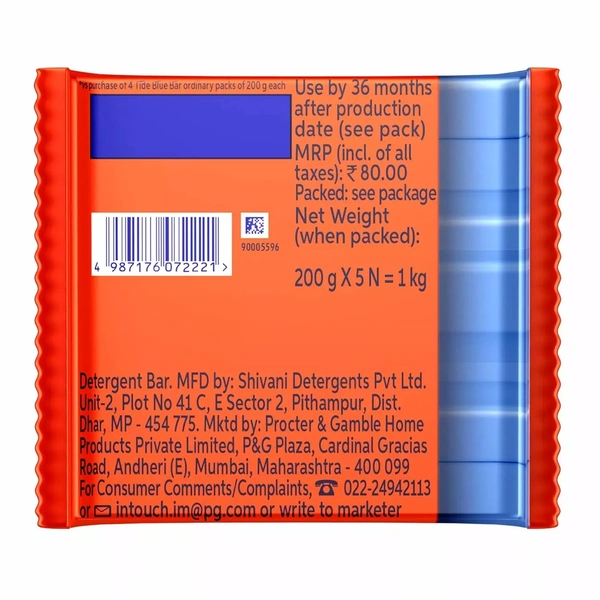 purchase of 4 Tide Blue Bar ordinary packs of 200 g each
Use by 36 months
after production
date (see pack)
MRP (incl. of all
taxes): ₹ 80.00
Packed: see package
Net Weight
(when packed):
200 g X 5 N = 1 kg
90005596
4 987176 072221 >
Detergent Bar. MFD by: Shivani Detergents Pvt Ltd.
Unit-2, Plot No 41 C, E Sector 2, Pithampur, Dist.
Dhar, MP - 454 775. Mktd by: Procter & Gamble Home
Products Private Limited, P&G Plaza, Cardinal Gracias
Road, Andheri (E), Mumbai, Maharashtra - 400 099
For Consumer Comments/Complaints, ☎ 022-24942113
or ✉ intouch.im@pg.com or write to marketer